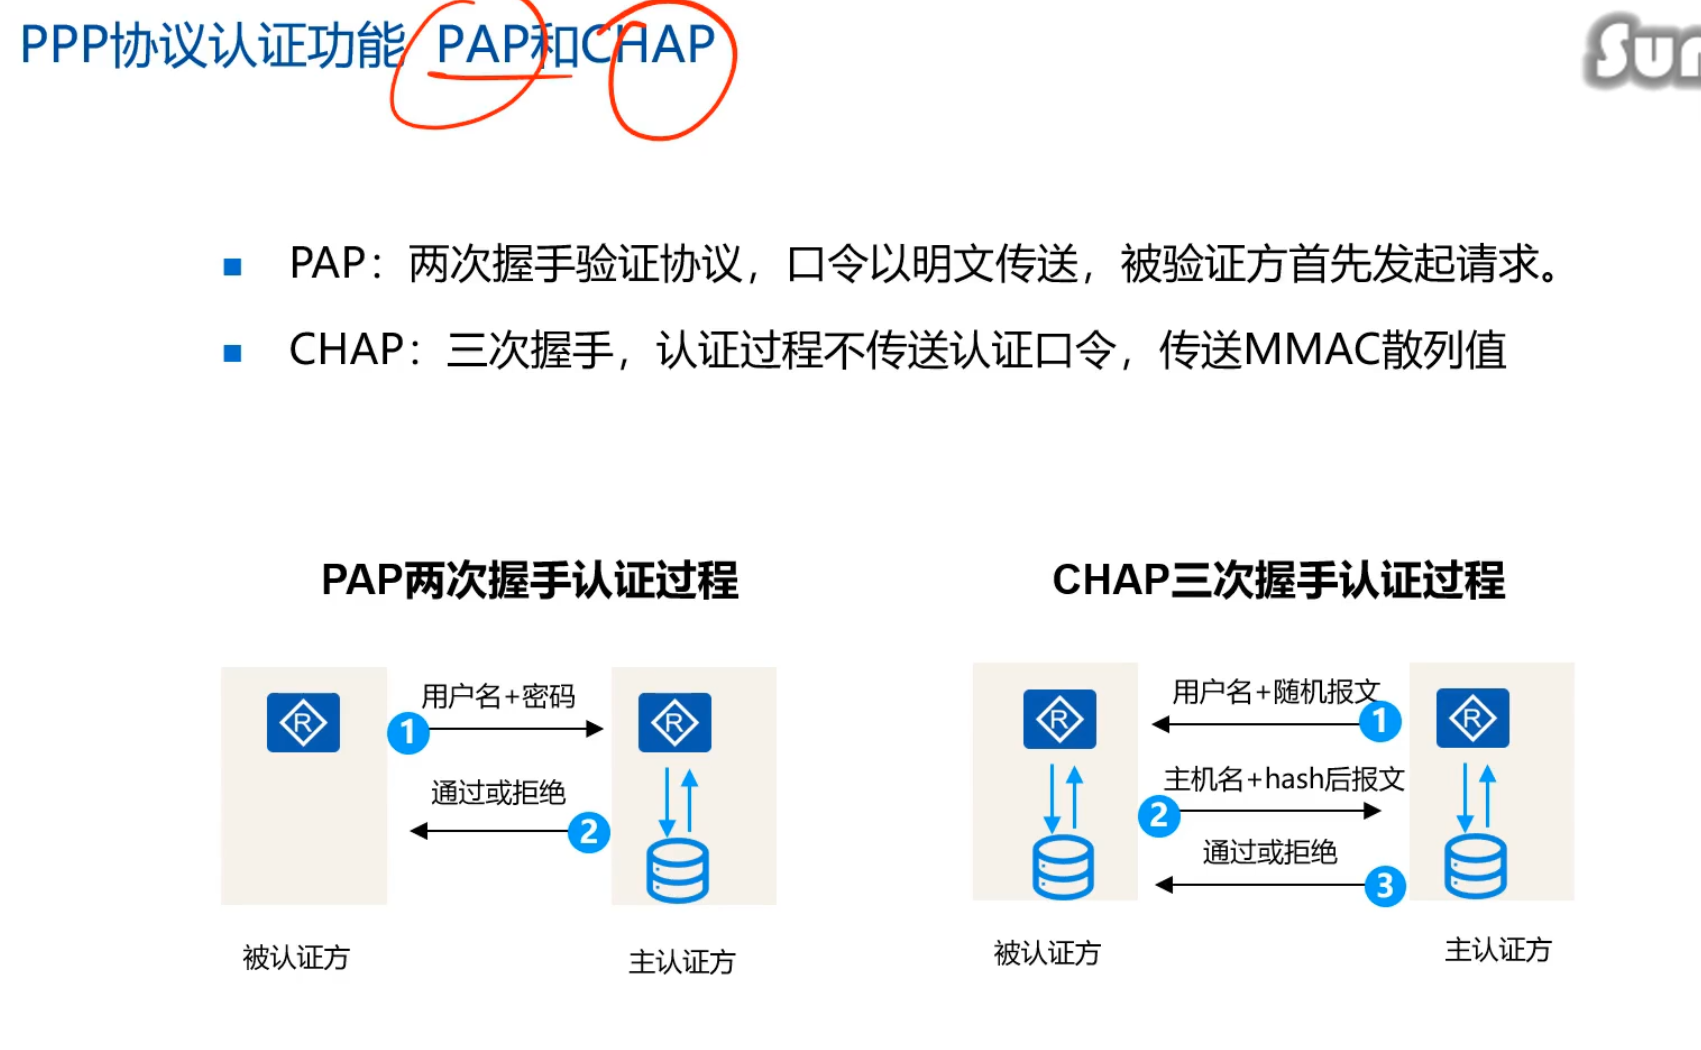 PPP协议认证功能 PAP和CHAP
Sun
PAP：两次握手验证协议，口令以明文传送，被验证方首先发起请求。
CHAP：三次握手，认证过程不传送认证口令，传送MMAC散列值
PAP两次握手认证过程
CHAP三次握手认证过程
R
用户名+密码
1
R
通过或拒绝
2
被认证方
主认证方
R
用户名+随机报文
1
R
主机名+hash后报文
2
通过或拒绝
3
被认证方
主认证方